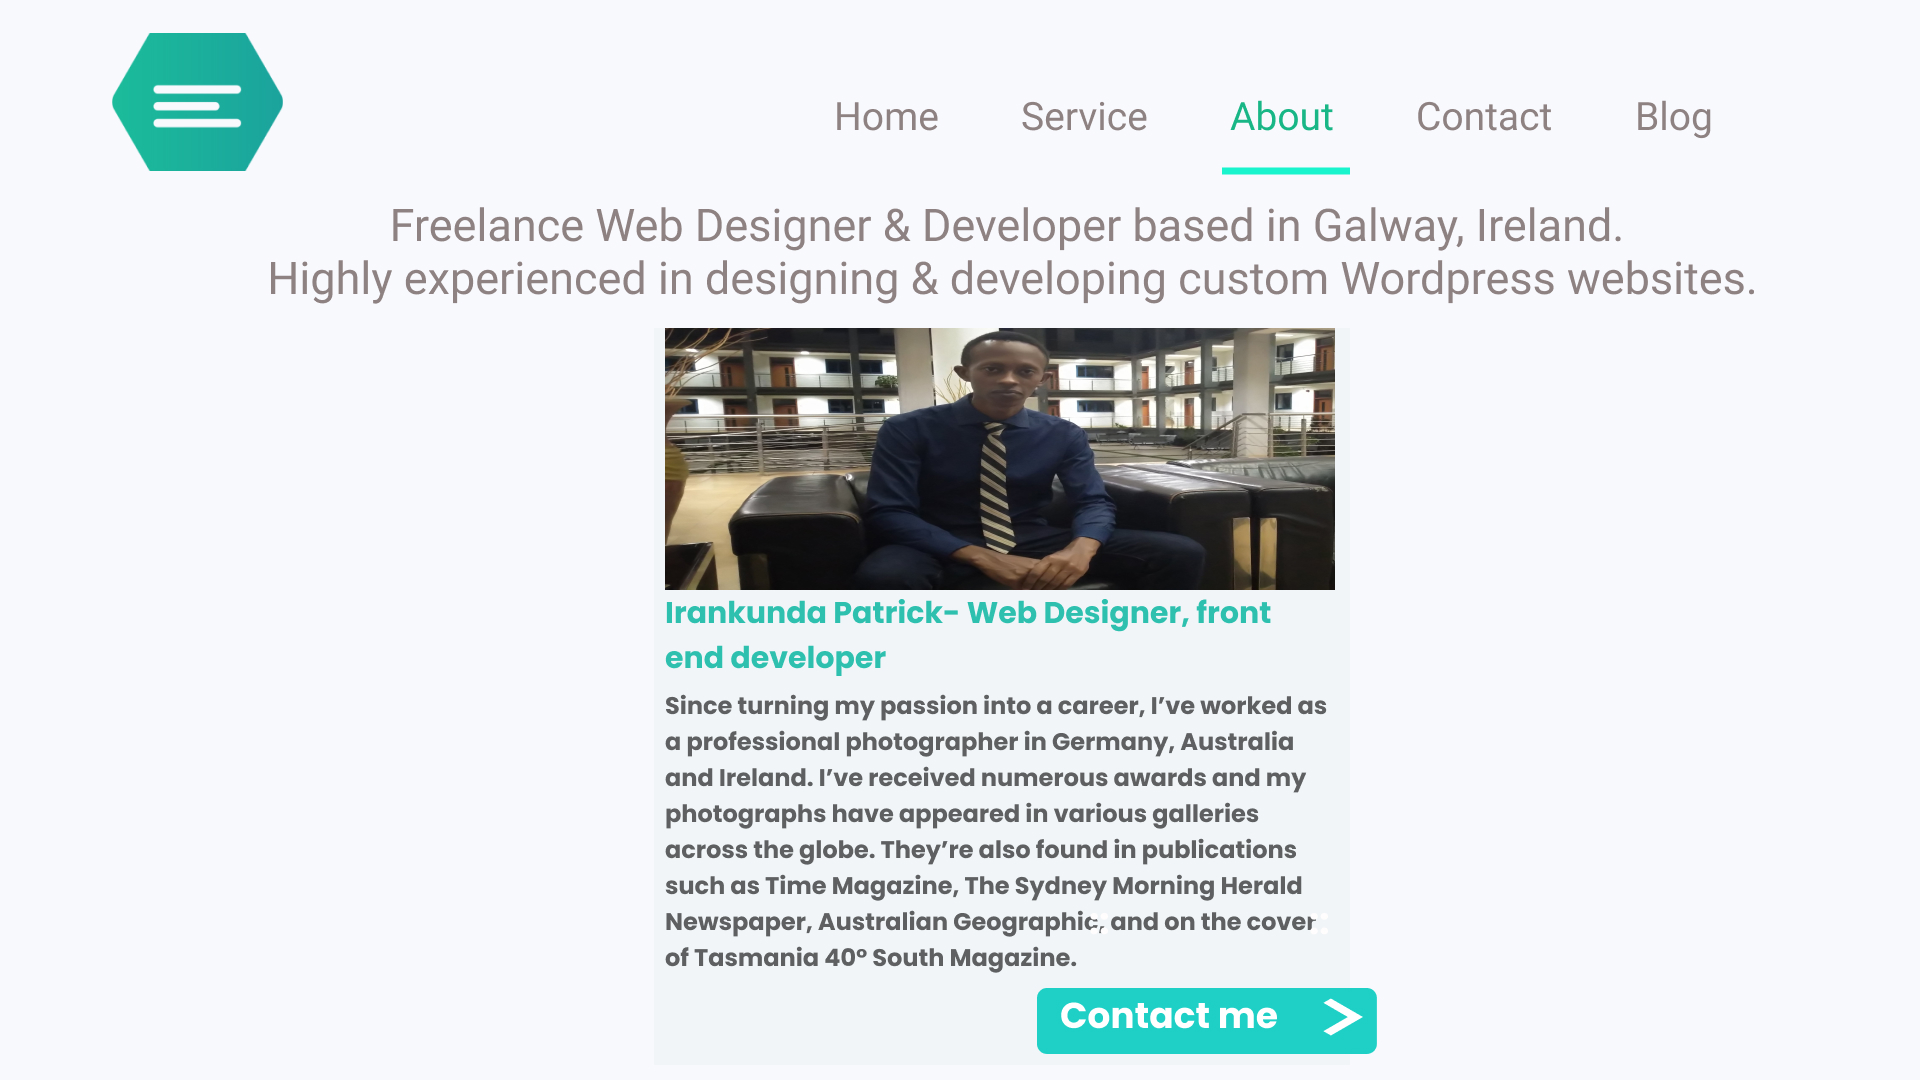 Home Service About Contact Blog
Freelance Web Designer & Developer based in Galway, Ireland.
Highly experienced in designing & developing custom Wordpress websites.
Irankunda Patrick- Web Designer, front
end developer
Since turning my passion into a career, I’ve worked as
a professional photographer in Germany, Australia
and Ireland. I’ve received numerous awards and my
photographs have appeared in various galleries
across the globe. They’re also found in publications
such as Time Magazine, The Sydney Morning Herald
Newspaper, Australian Geographic, and on the cover
of Tasmania 40° South Magazine.
Contact me